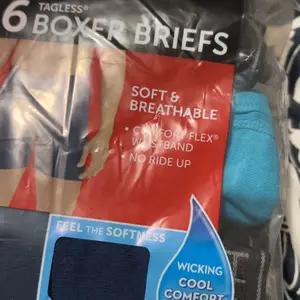 6 TAGLESS®
BOXER BRIEFS
SOFT &
BREATHABLE
• COMFORT FLEX®
WAISTBAND
• NO RIDE UP
FEEL THE SOFTNESS
WICKING
COOL
COMFORT